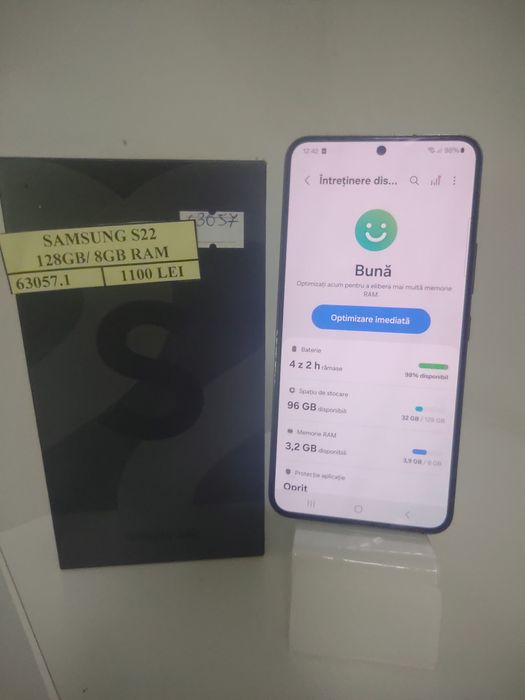 63057
SAMSUNG S22
128GB/ 8GB RAM
63057.1 1100 LEI
S
12:42 98%
Întreținere dis...
Bună
Optimizați acum pentru a elibera mai multă memorie
RAM.
Optimizare imediată
Baterie
4 z 2 h rămase
98% disponibil
Spațiu de stocare
96 GB disponibili
32 GB / 128 GB
Memorie RAM
3,2 GB disponibili
3,9 GB / 8 GB
Protecție aplicație
Oprit